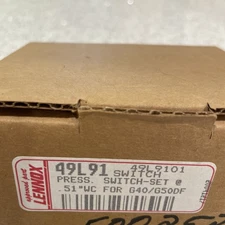 LENNOX
49L91
49L9101
SWITCH
PRESS. SWITCH-SET @
.51"WC FOR G40/G50DF